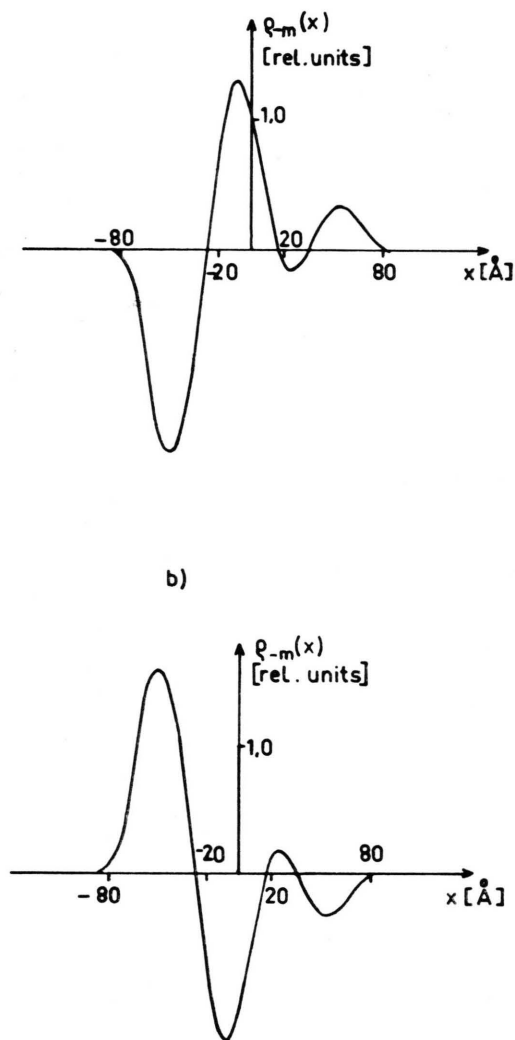 ρ₋ₘ(x)
[rel.units]
1,0
-80
20
-20
80
x[Å]
b)
ρ₋ₘ(x)
[rel. units]
1,0
-20
80
-80
20
x[Å]